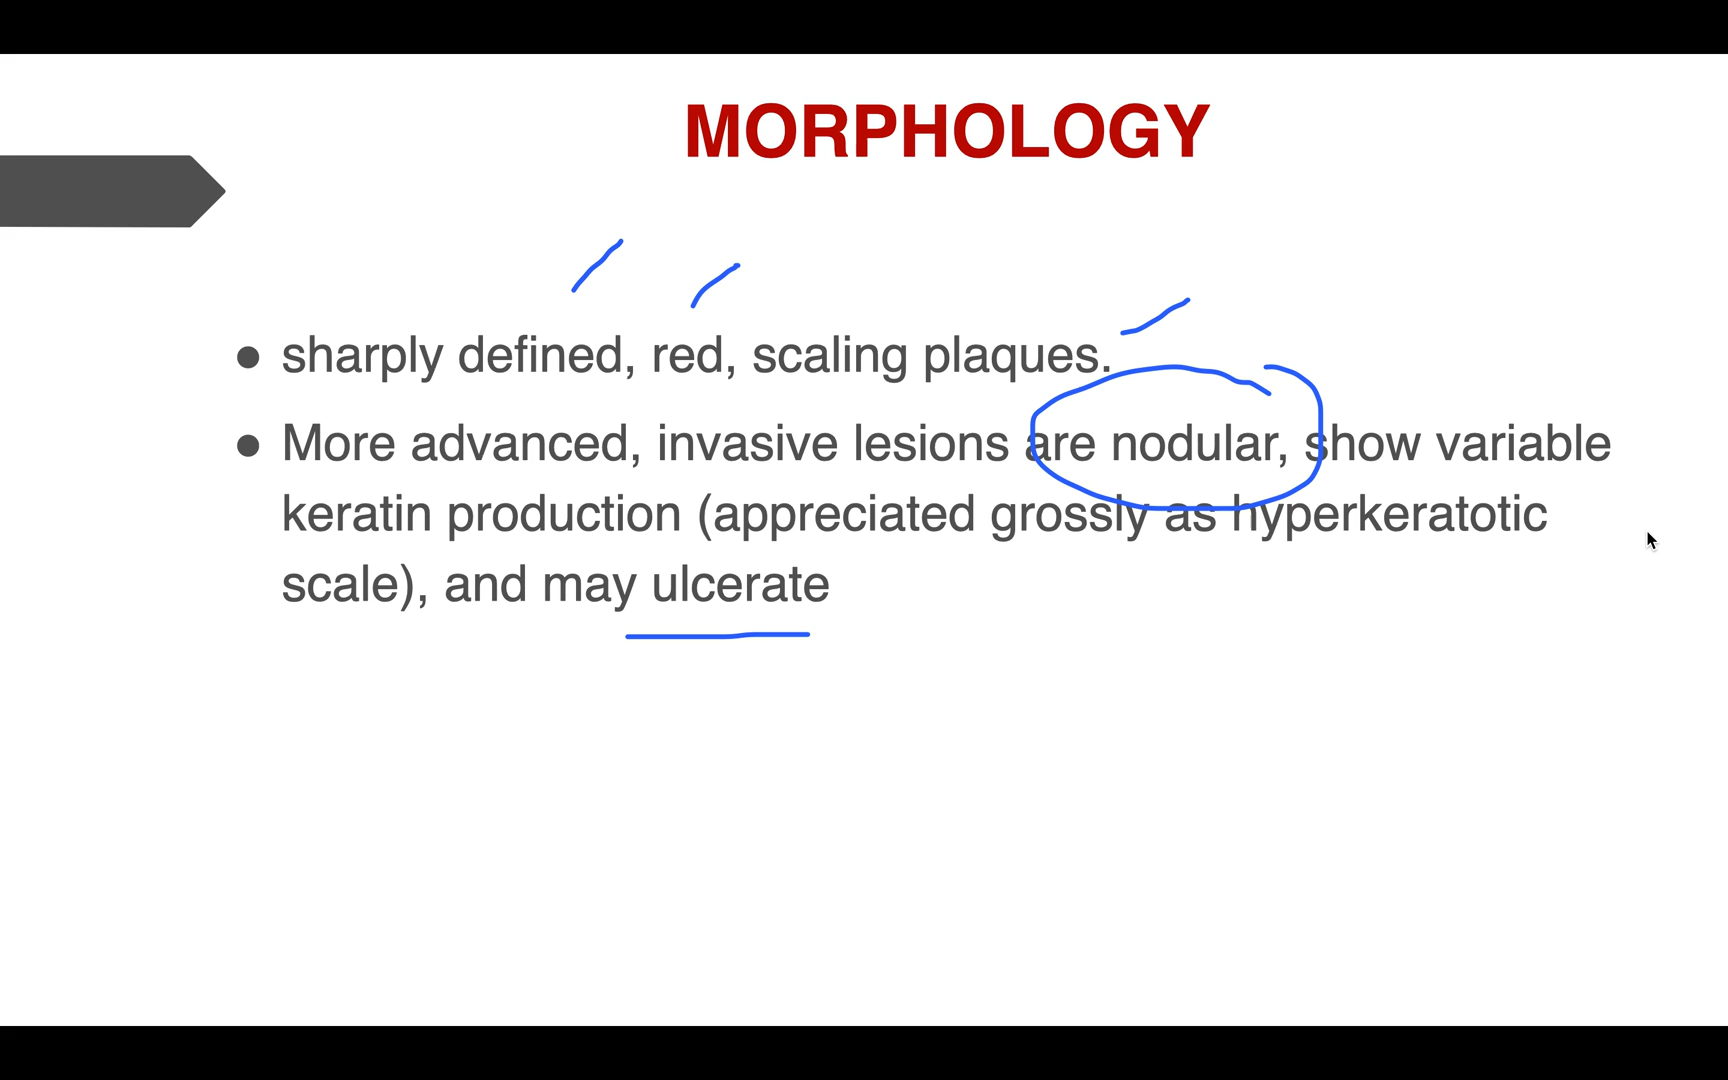 MORPHOLOGY
● sharply defined, red, scaling plaques.
● More advanced, invasive lesions are nodular, show variable
keratin production (appreciated grossly as hyperkeratotic
scale), and may ulcerate